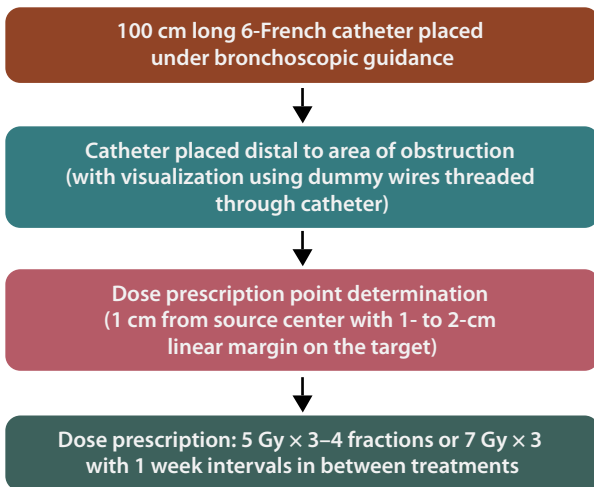 100 cm long 6-French catheter placed
under bronchoscopic guidance
Catheter placed distal to area of obstruction
(with visualization using dummy wires threaded
through catheter)
Dose prescription point determination
(1 cm from source center with 1- to 2-cm
linear margin on the target)
Dose prescription: 5 Gy × 3–4 fractions or 7 Gy × 3
with 1 week intervals in between treatments